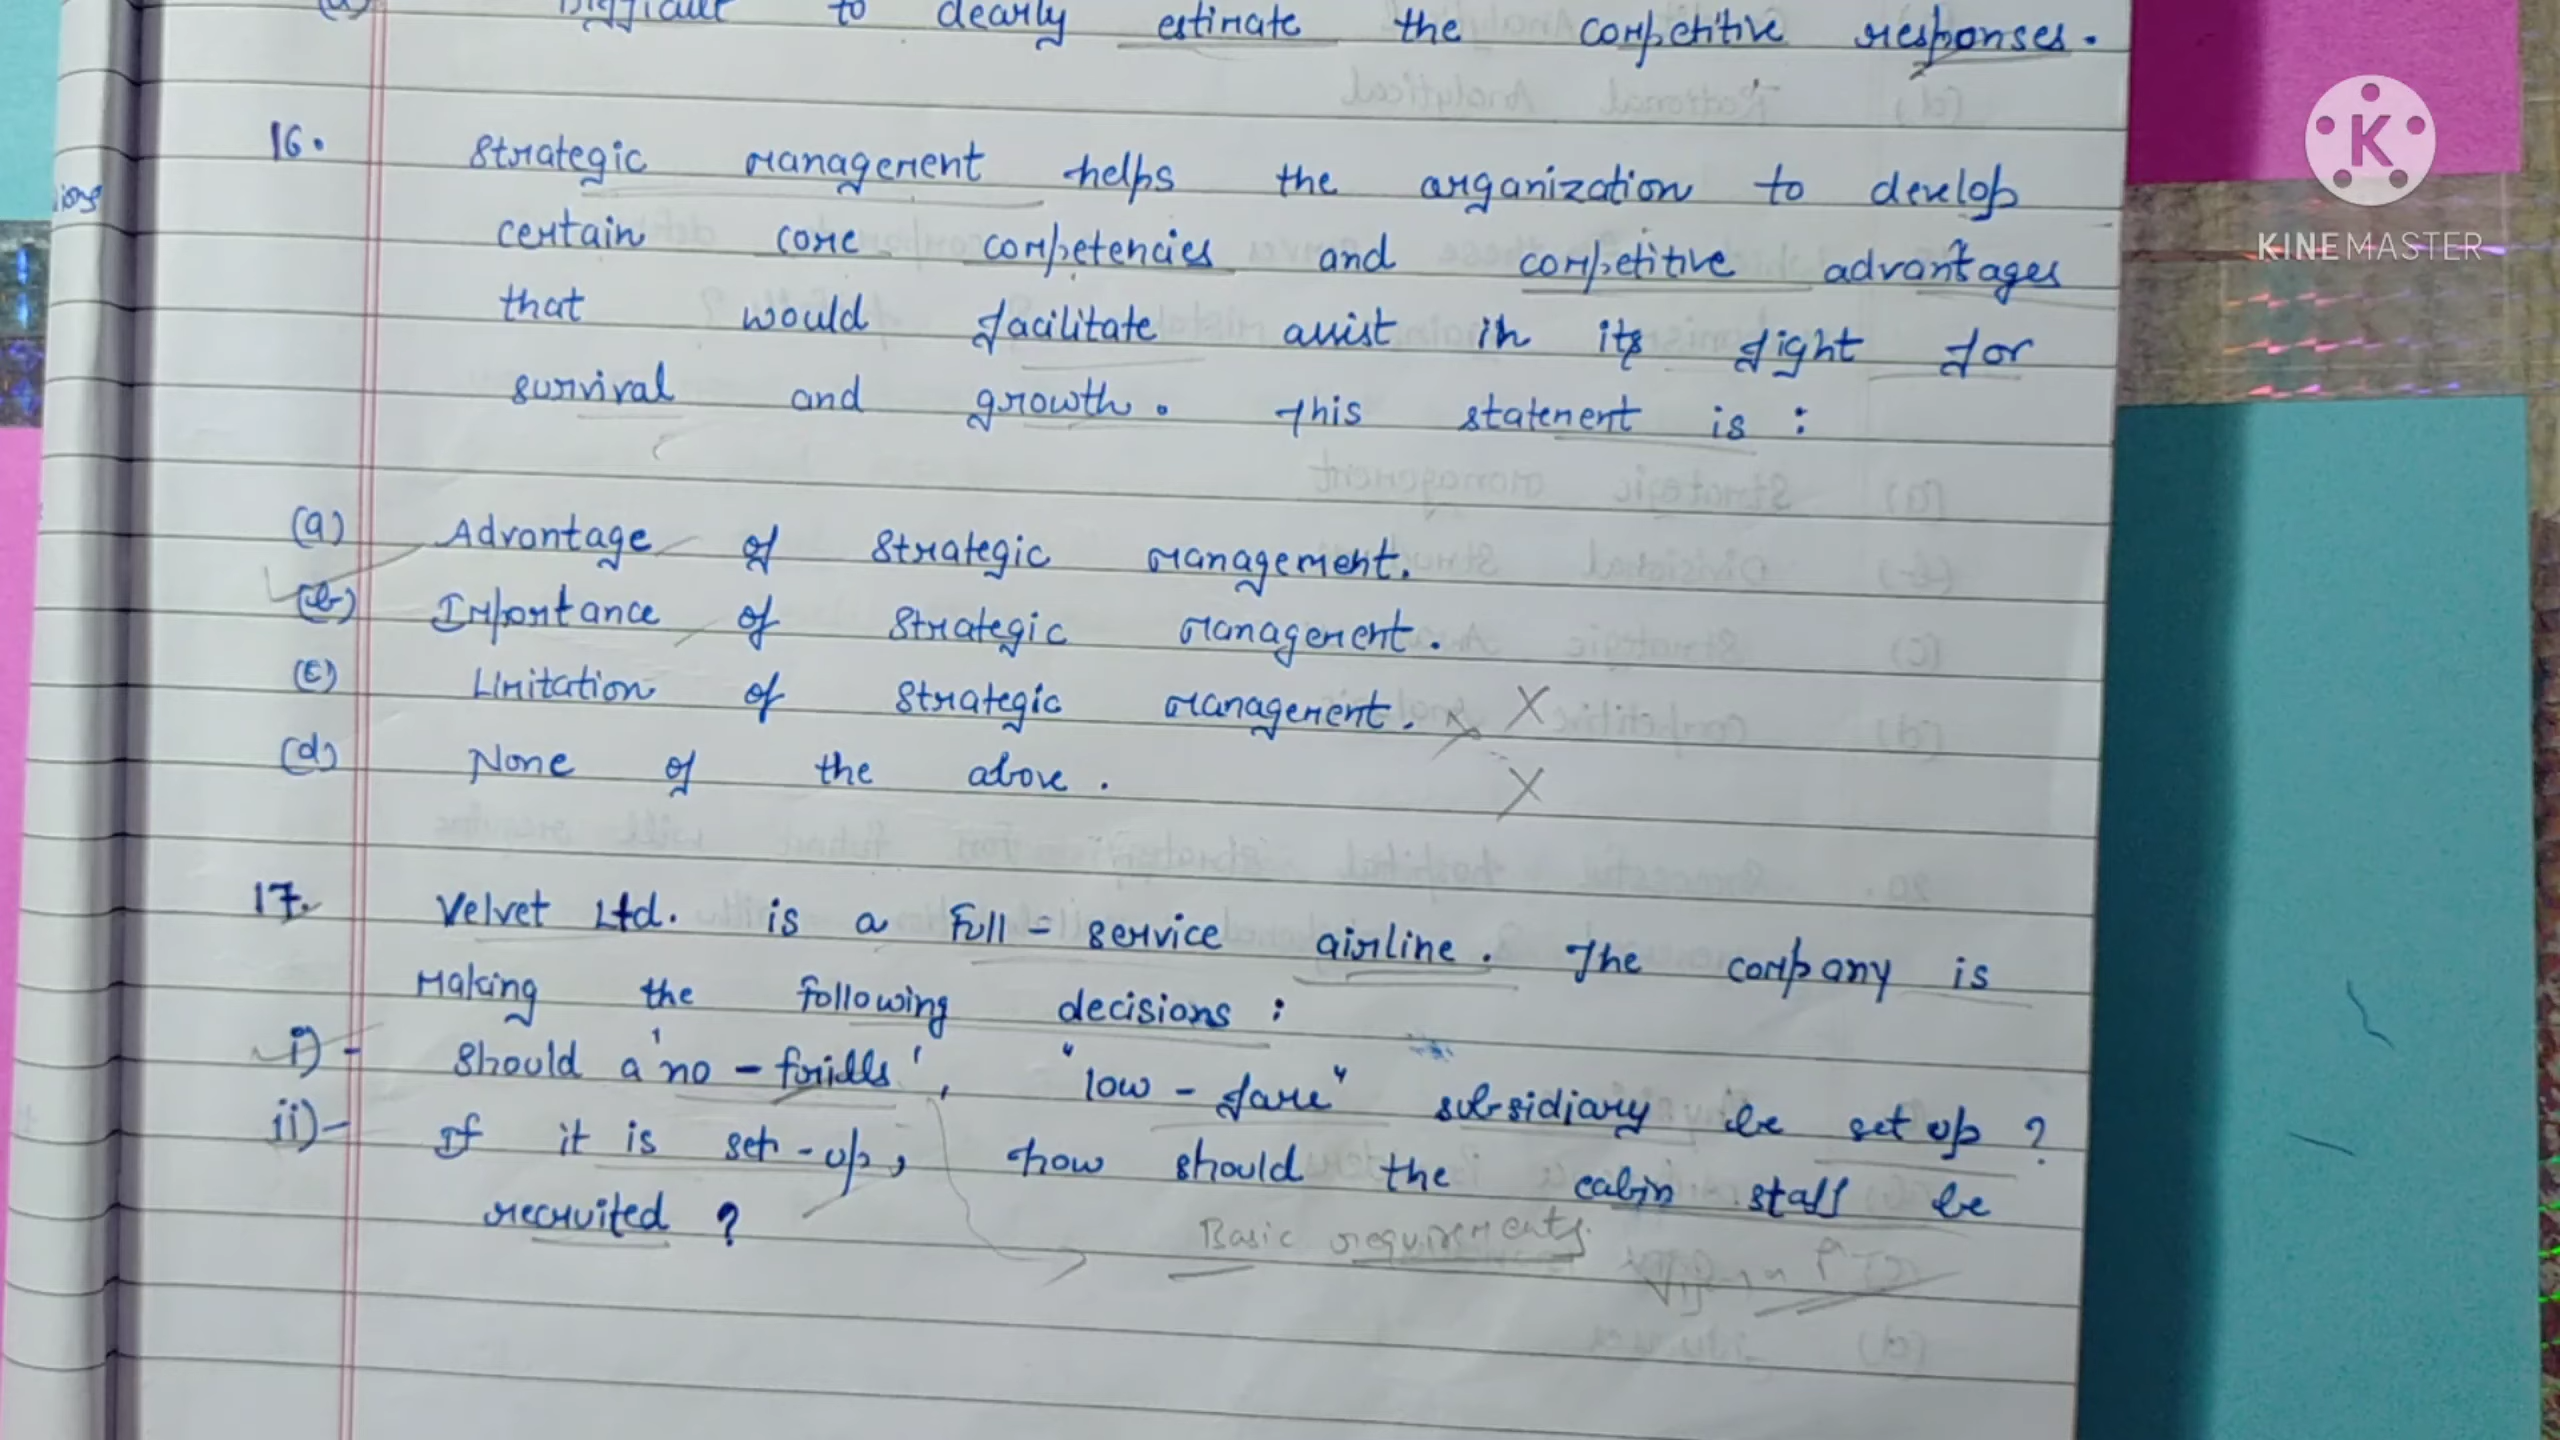 Difficult to clearly estimate the competitive responses.
16. Strategic management helps the organization to develop
certain core competencies and competitive advantages
that would facilitate assist in its fight for
survival and growth. This statement is :
(a) Advantage of Strategic management.
(b) Importance of Strategic management.
(c) Limitation of Strategic management.
(d) None of the above.
17. Velvet Ltd. is a Full - service airline. The company is
Making the following decisions :
i) - Should a 'no - frills', "low - fare" subsidiary be set up ?
ii) - If it is set - up, how should the cabin staff be
recruited ?
Basic requirements.
KINEMASTER